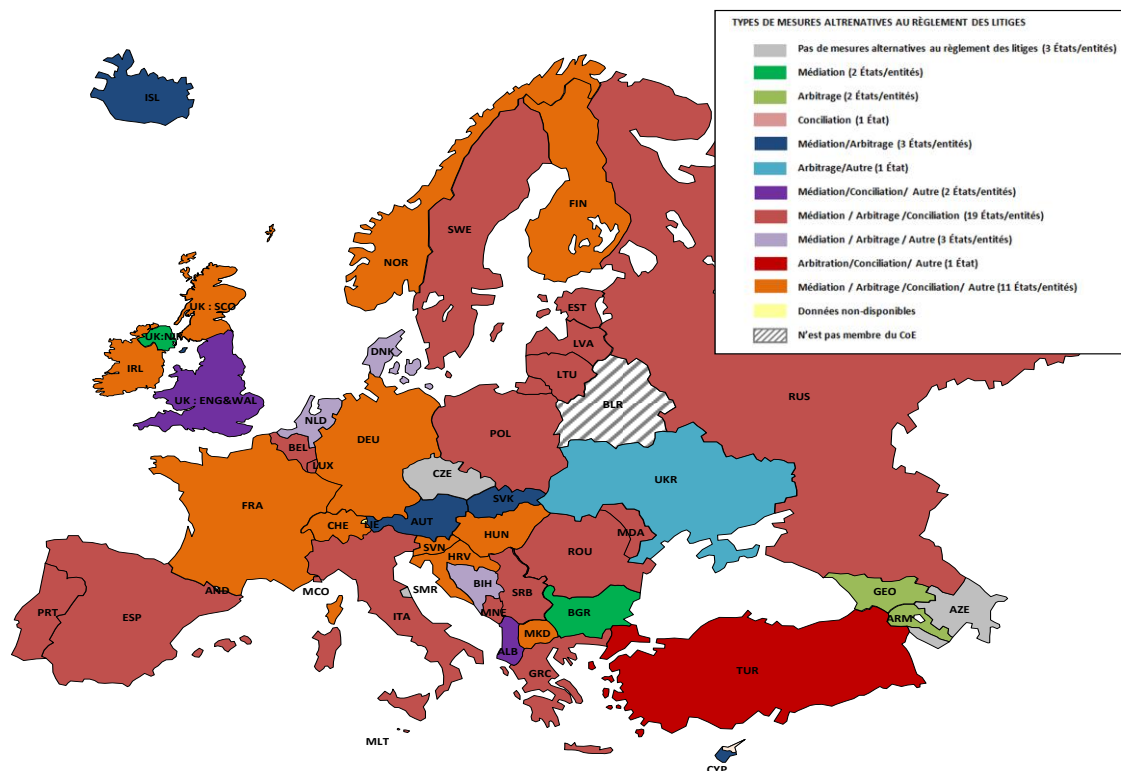 TYPES DE MESURES ALTRENATIVES AU RÈGLEMENT DES LITIGES
Pas de mesures alternatives au règlement des litiges (3 États/entités)
Médiation (2 États/entités)
Arbitrage (2 États/entités)
Conciliation (1 État)
Médiation/Arbitrage (3 États/entités)
Arbitrage/Autre (1 État)
Médiation/Conciliation/ Autre (2 États/entités)
Médiation / Arbitrage /Conciliation (19 États/entités)
Médiation / Arbitrage / Autre (3 États/entités)
Arbitration/Conciliation/ Autre (1 État)
Médiation / Arbitrage /Conciliation/ Autre (11 États/entités)
Données non-disponibles
N'est pas membre du CoE
ISL
FIN
SWE
NOR
UK : SCO
EST
UK:NIR
LVA
DNK
IRL
LTU
RUS
UK : ENG&WAL
BLR
NLD
POL
DEU
BEL
LUX
CZE
UKR
SVK
FRA
CHE
LIE
AUT
HUN
MDA
SVN
ROU
HRV
AND
MCO
SMR
BIH
SRB
GEO
PRT
ESP
ITA
MNE
BGR
AZE
ARM
MKD
ALB
GRC
TUR
MLT
CYP